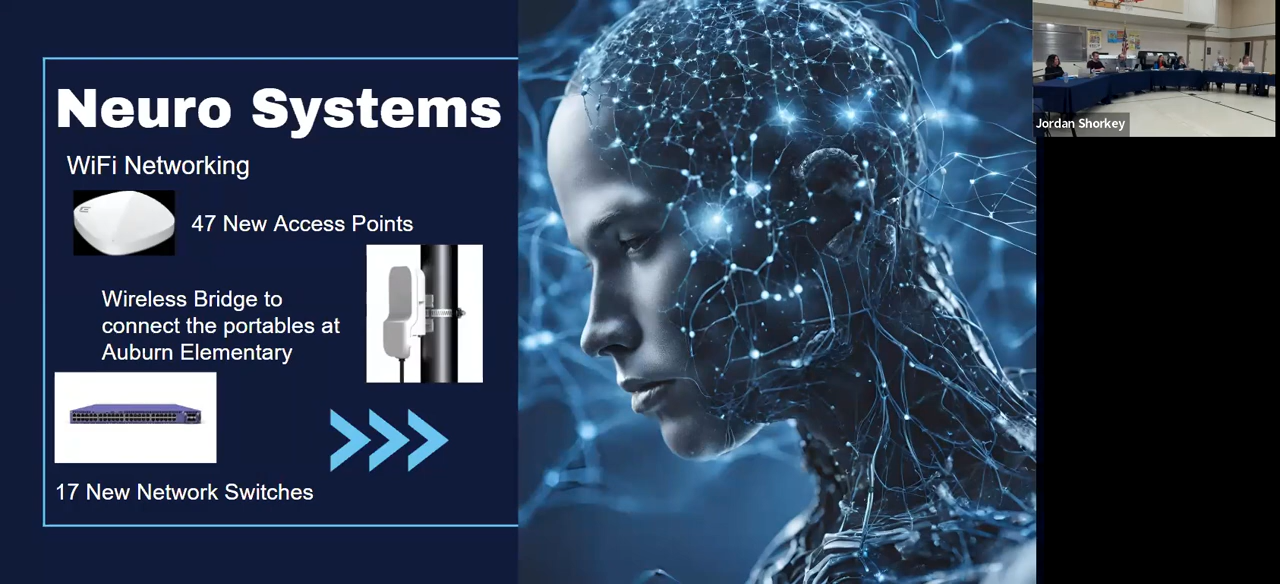 Neuro Systems
WiFi Networking
47 New Access Points
Wireless Bridge to
connect the portables at
Auburn Elementary
17 New Network Switches
Jordan Shorkey